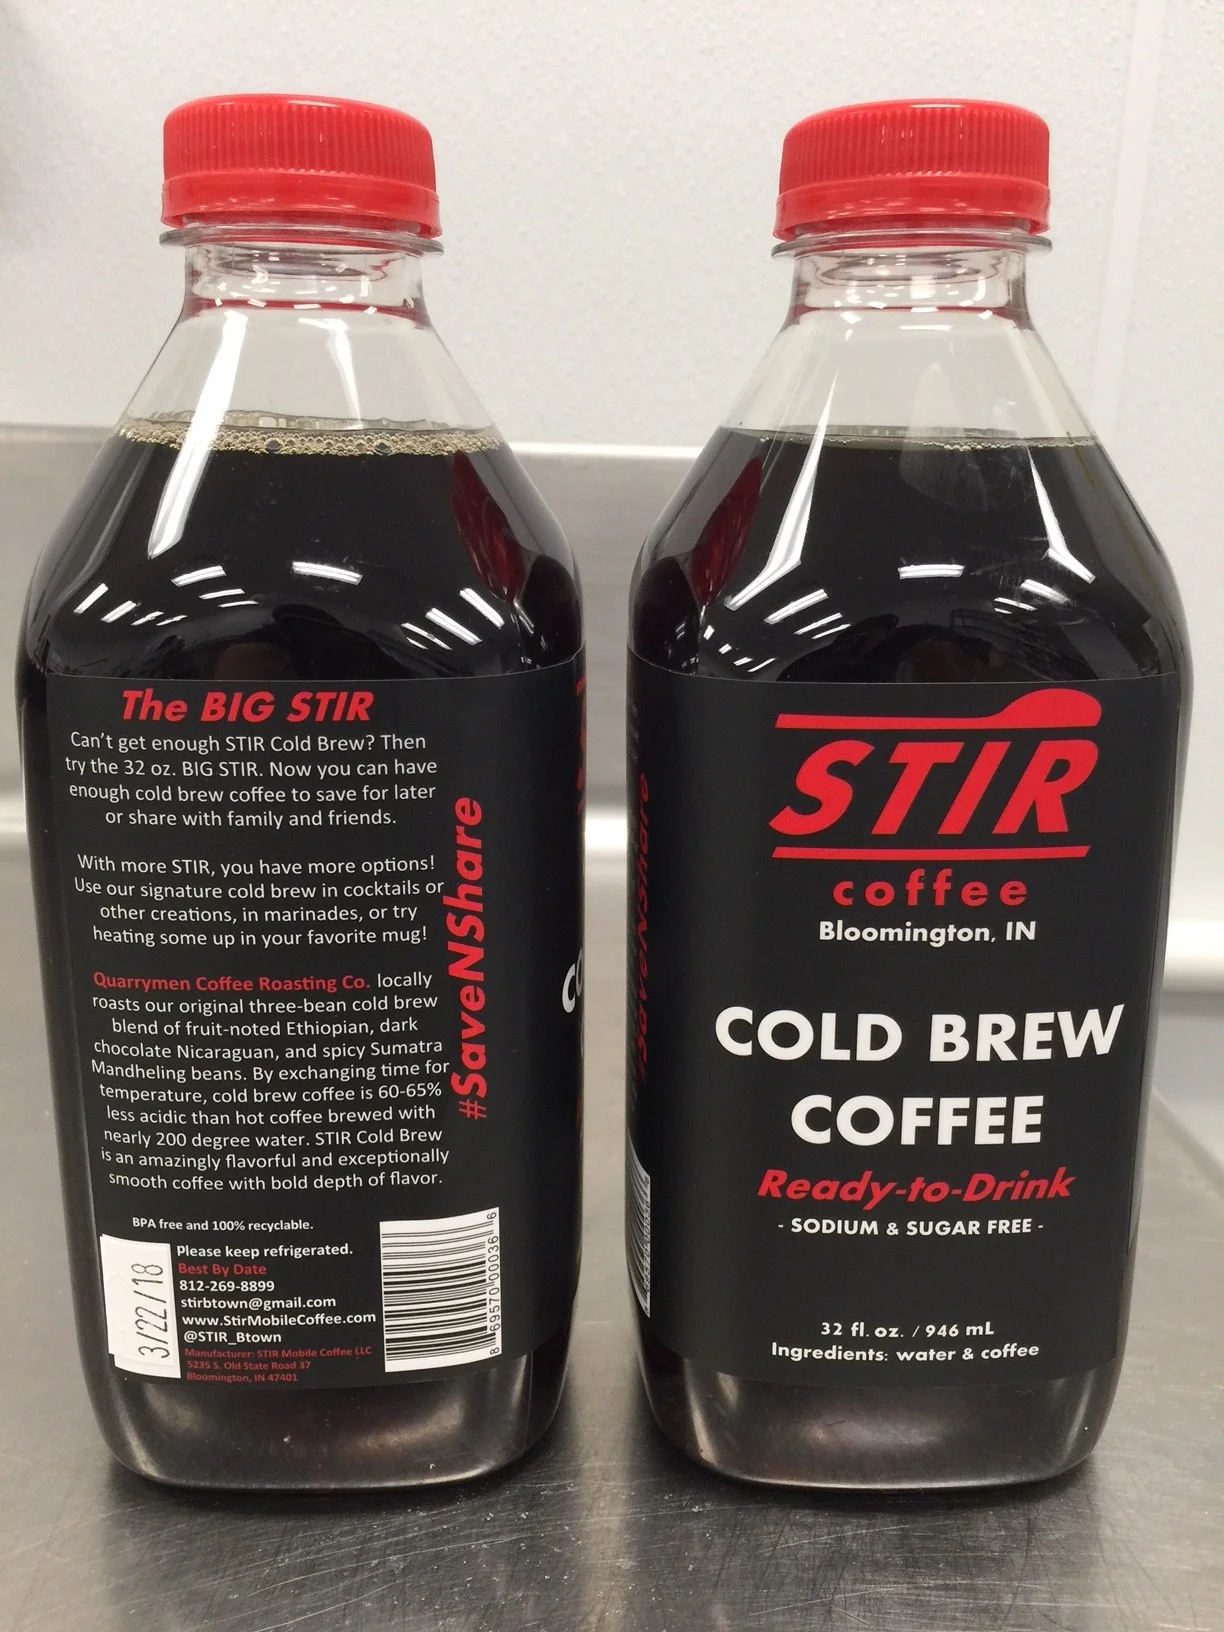 The BIG STIR
Can't get enough STIR Cold Brew? Then
try the 32 oz. BIG STIR. Now you can have
enough cold brew coffee to save for later
or share with family and friends.
With more STIR, you have more options!
Use our signature cold brew in cocktails or
other creations, in marinades, or try
heating some up in your favorite mug!
Quarrymen Coffee Roasting Co. locally
roasts our original three-bean cold brew
blend of fruit-noted Ethiopian, dark
chocolate Nicaraguan, and spicy Sumatra
Mandheling beans. By exchanging time for
temperature, cold brew coffee is 60-65%
less acidic than hot coffee brewed with
nearly 200 degree water. STIR Cold Brew
is an amazingly flavorful and exceptionally
smooth coffee with bold depth of flavor.
#SaveNShare
BPA free and 100% recyclable.
Please keep refrigerated.
Best By Date
812-269-8899
stirbtown@gmail.com
www.StirMobileCoffee.com
@STIR_Btown
Manufacturer: STIR Mobile Coffee LLC
5235 S. Old State Road 37
Bloomington, IN 47401
3/22/18
8 69570 00036 6
#SaveNShare
STIR
coffee
Bloomington, IN
COLD BREW
COFFEE
Ready-to-Drink
- SODIUM & SUGAR FREE -
32 fl. oz. / 946 mL
Ingredients: water & coffee